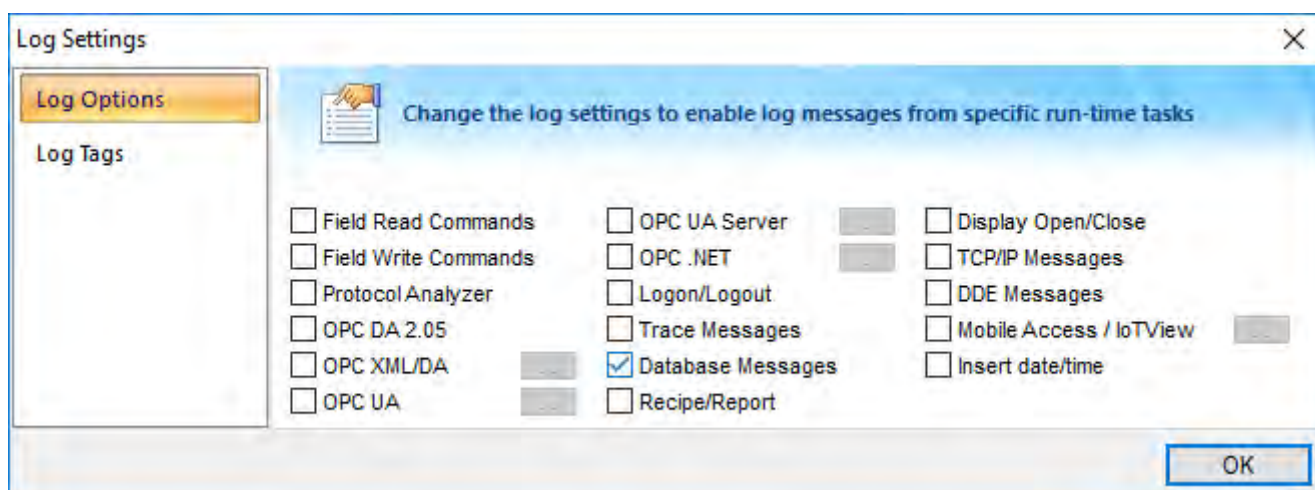 Log Settings
Log Options
Log Tags
Change the log settings to enable log messages from specific run-time tasks
Field Read Commands
Field Write Commands
Protocol Analyzer
OPC DA 2.05
OPC XML/DA
OPC UA
OPC UA Server
OPC .NET
Logon/Logout
Trace Messages
Database Messages
Recipe/Report
Display Open/Close
TCP/IP Messages
DDE Messages
Mobile Access / IoTView
Insert date/time
OK